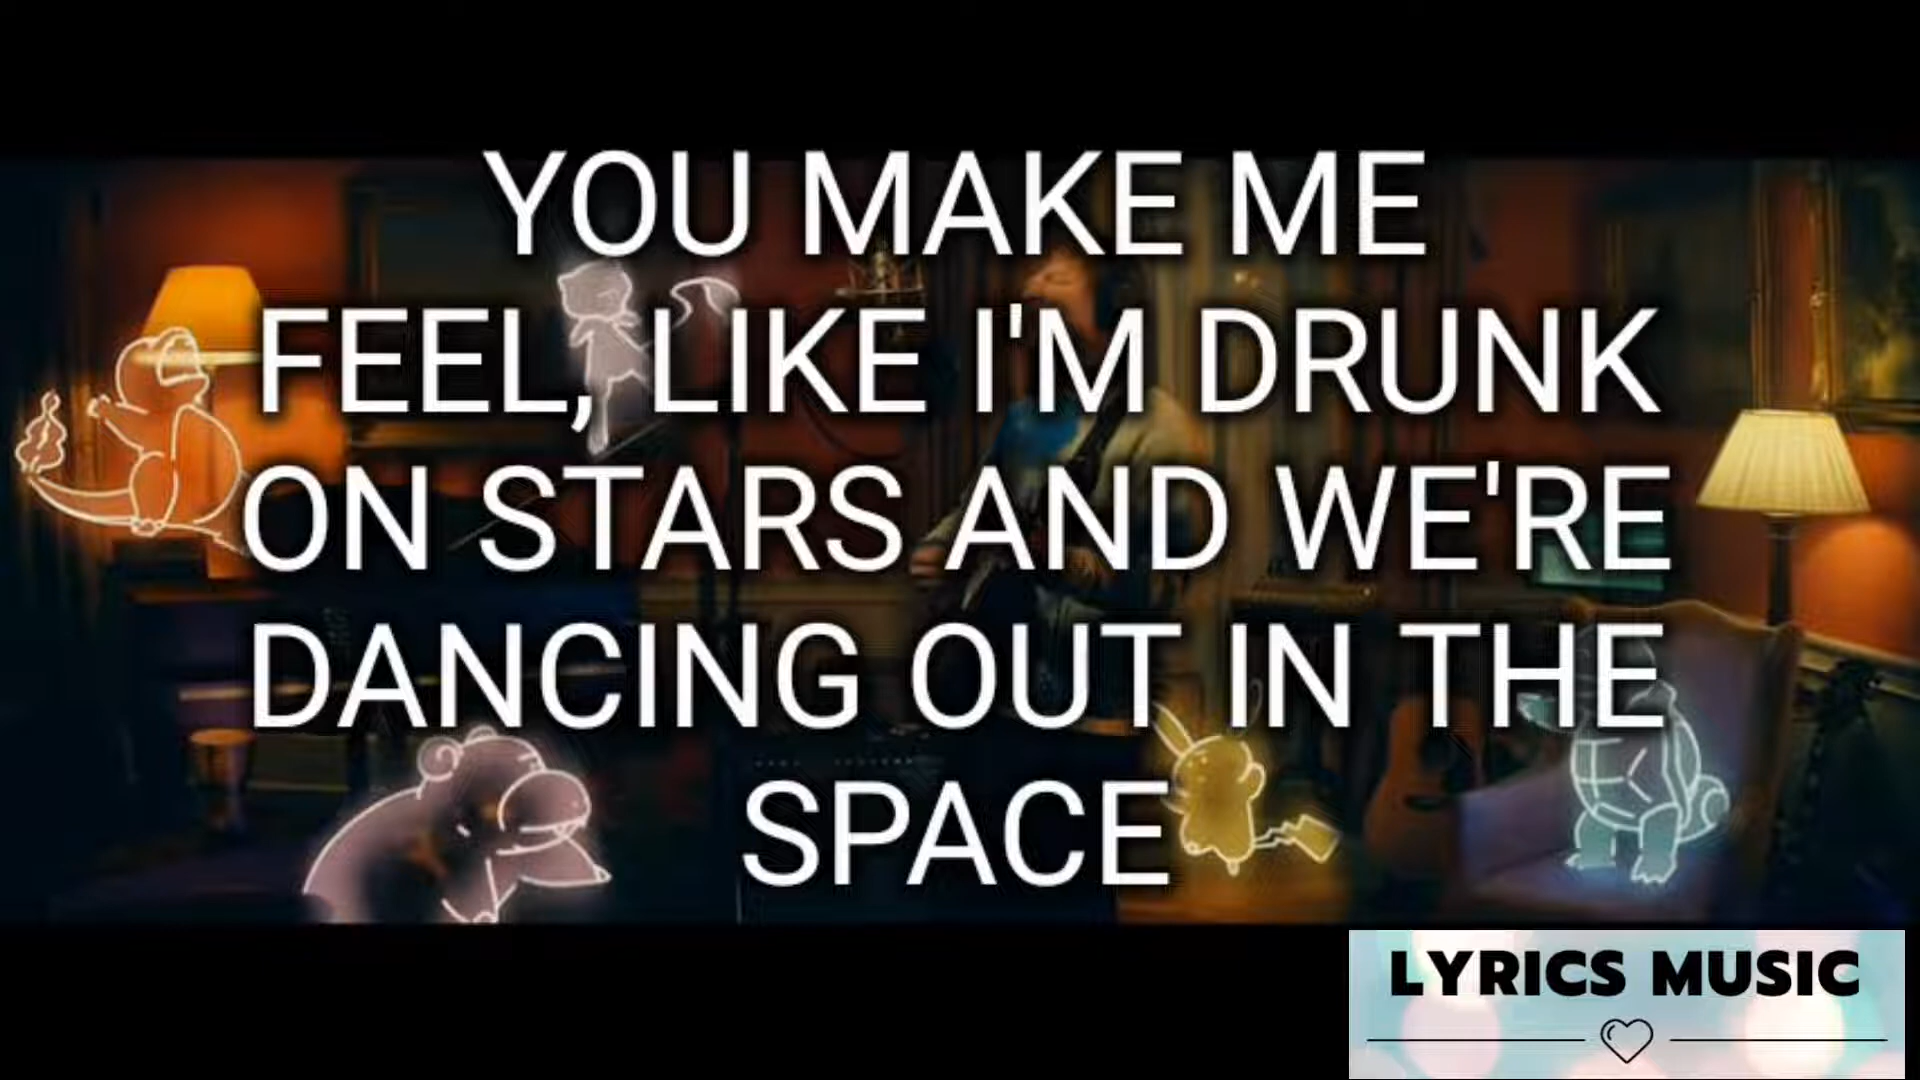 YOU MAKE ME
FEEL, LIKE I'M DRUNK
ON STARS AND WE'RE
DANCING OUT IN THE
SPACE
LYRICS MUSIC